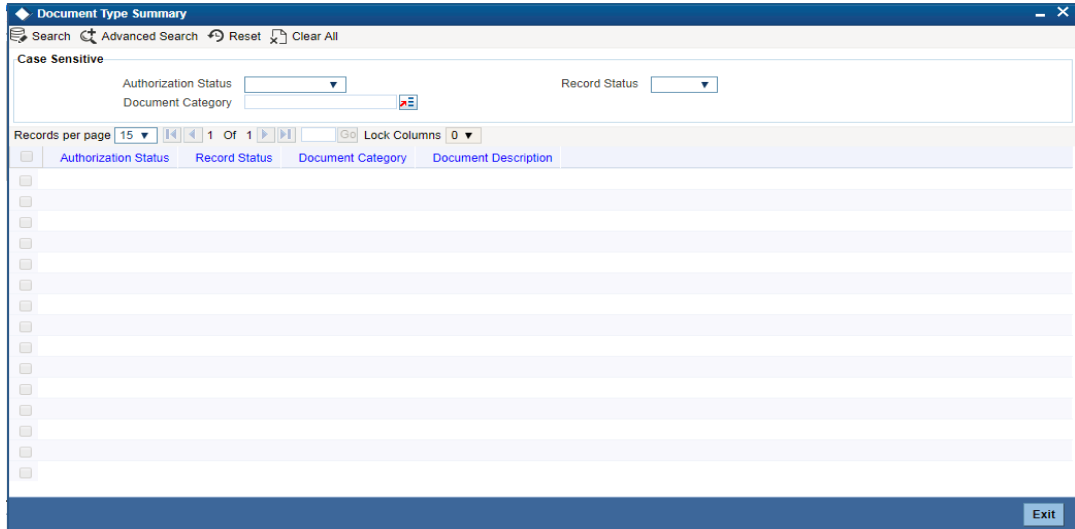 Document Type Summary
Search Advanced Search Reset Clear All
Case Sensitive
Authorization Status Record Status
Document Category
Records per page 15 1 Of 1 Go Lock Columns 0
Authorization Status Record Status Document Category Document Description
Exit